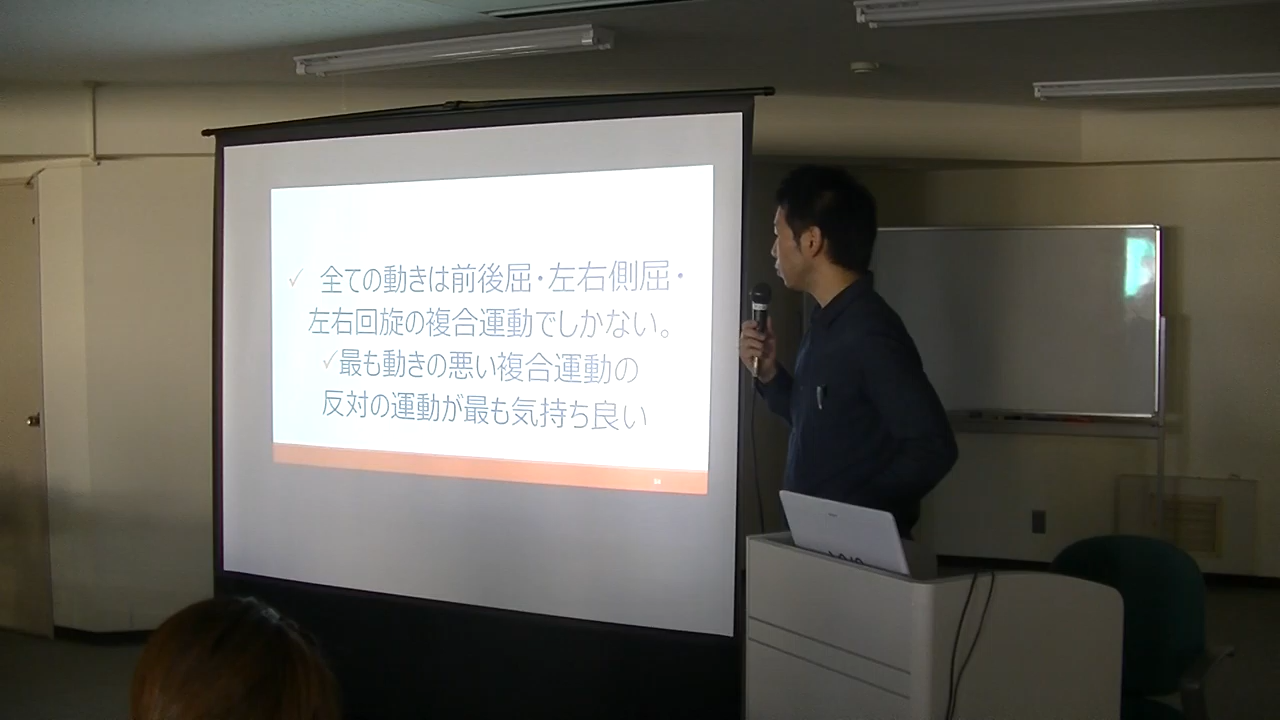 ✓ 全ての動きは前後屈・左右側屈・
左右回旋の複合運動でしかない。
✓最も動きの悪い複合運動の
反対の運動が最も気持ち良い
VAIO